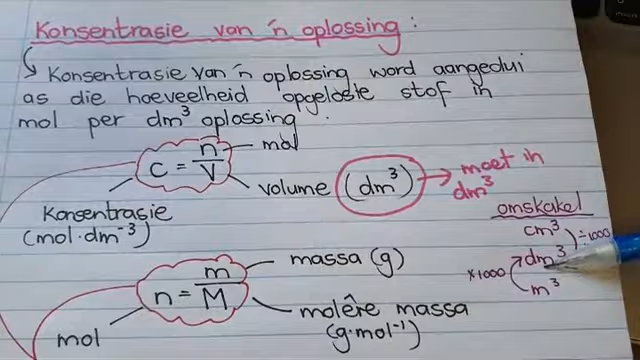 Konsentrasie van 'n oplossing :
Konsentrasie van 'n oplossing word aangedui
as die hoeveelheid opgeloste stof in
mol per dm³ oplossing.
c = n/V
mol
volume (dm³)
moet in
dm³
Konsentrasie
(mol·dm⁻³)
omskakel
cm³
÷1000
dm³
×1000
m³
n = m/M
massa (g)
mol
molêre massa
(g·mol⁻¹)